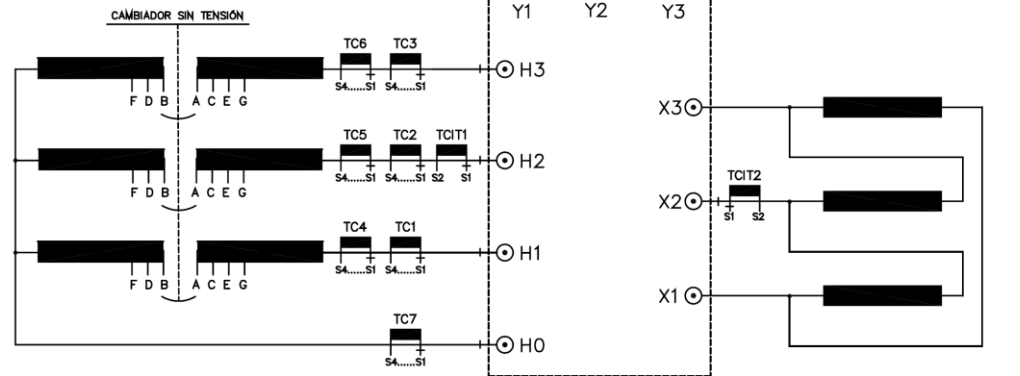 CAMBIADOR SIN TENSIÓN
Y1 Y2 Y3
TC6 TC3
S4......S1 S4......S1
H3
F D B A C E G
X3
TC5 TC2 TCIT1
S4......S1 S4......S1 S2 S1
H2
F D B A C E G
TCIT2
X2
S1 S2
TC4 TC1
S4......S1 S4......S1
H1
F D B A C E G
X1
TC7
S4......S1
H0